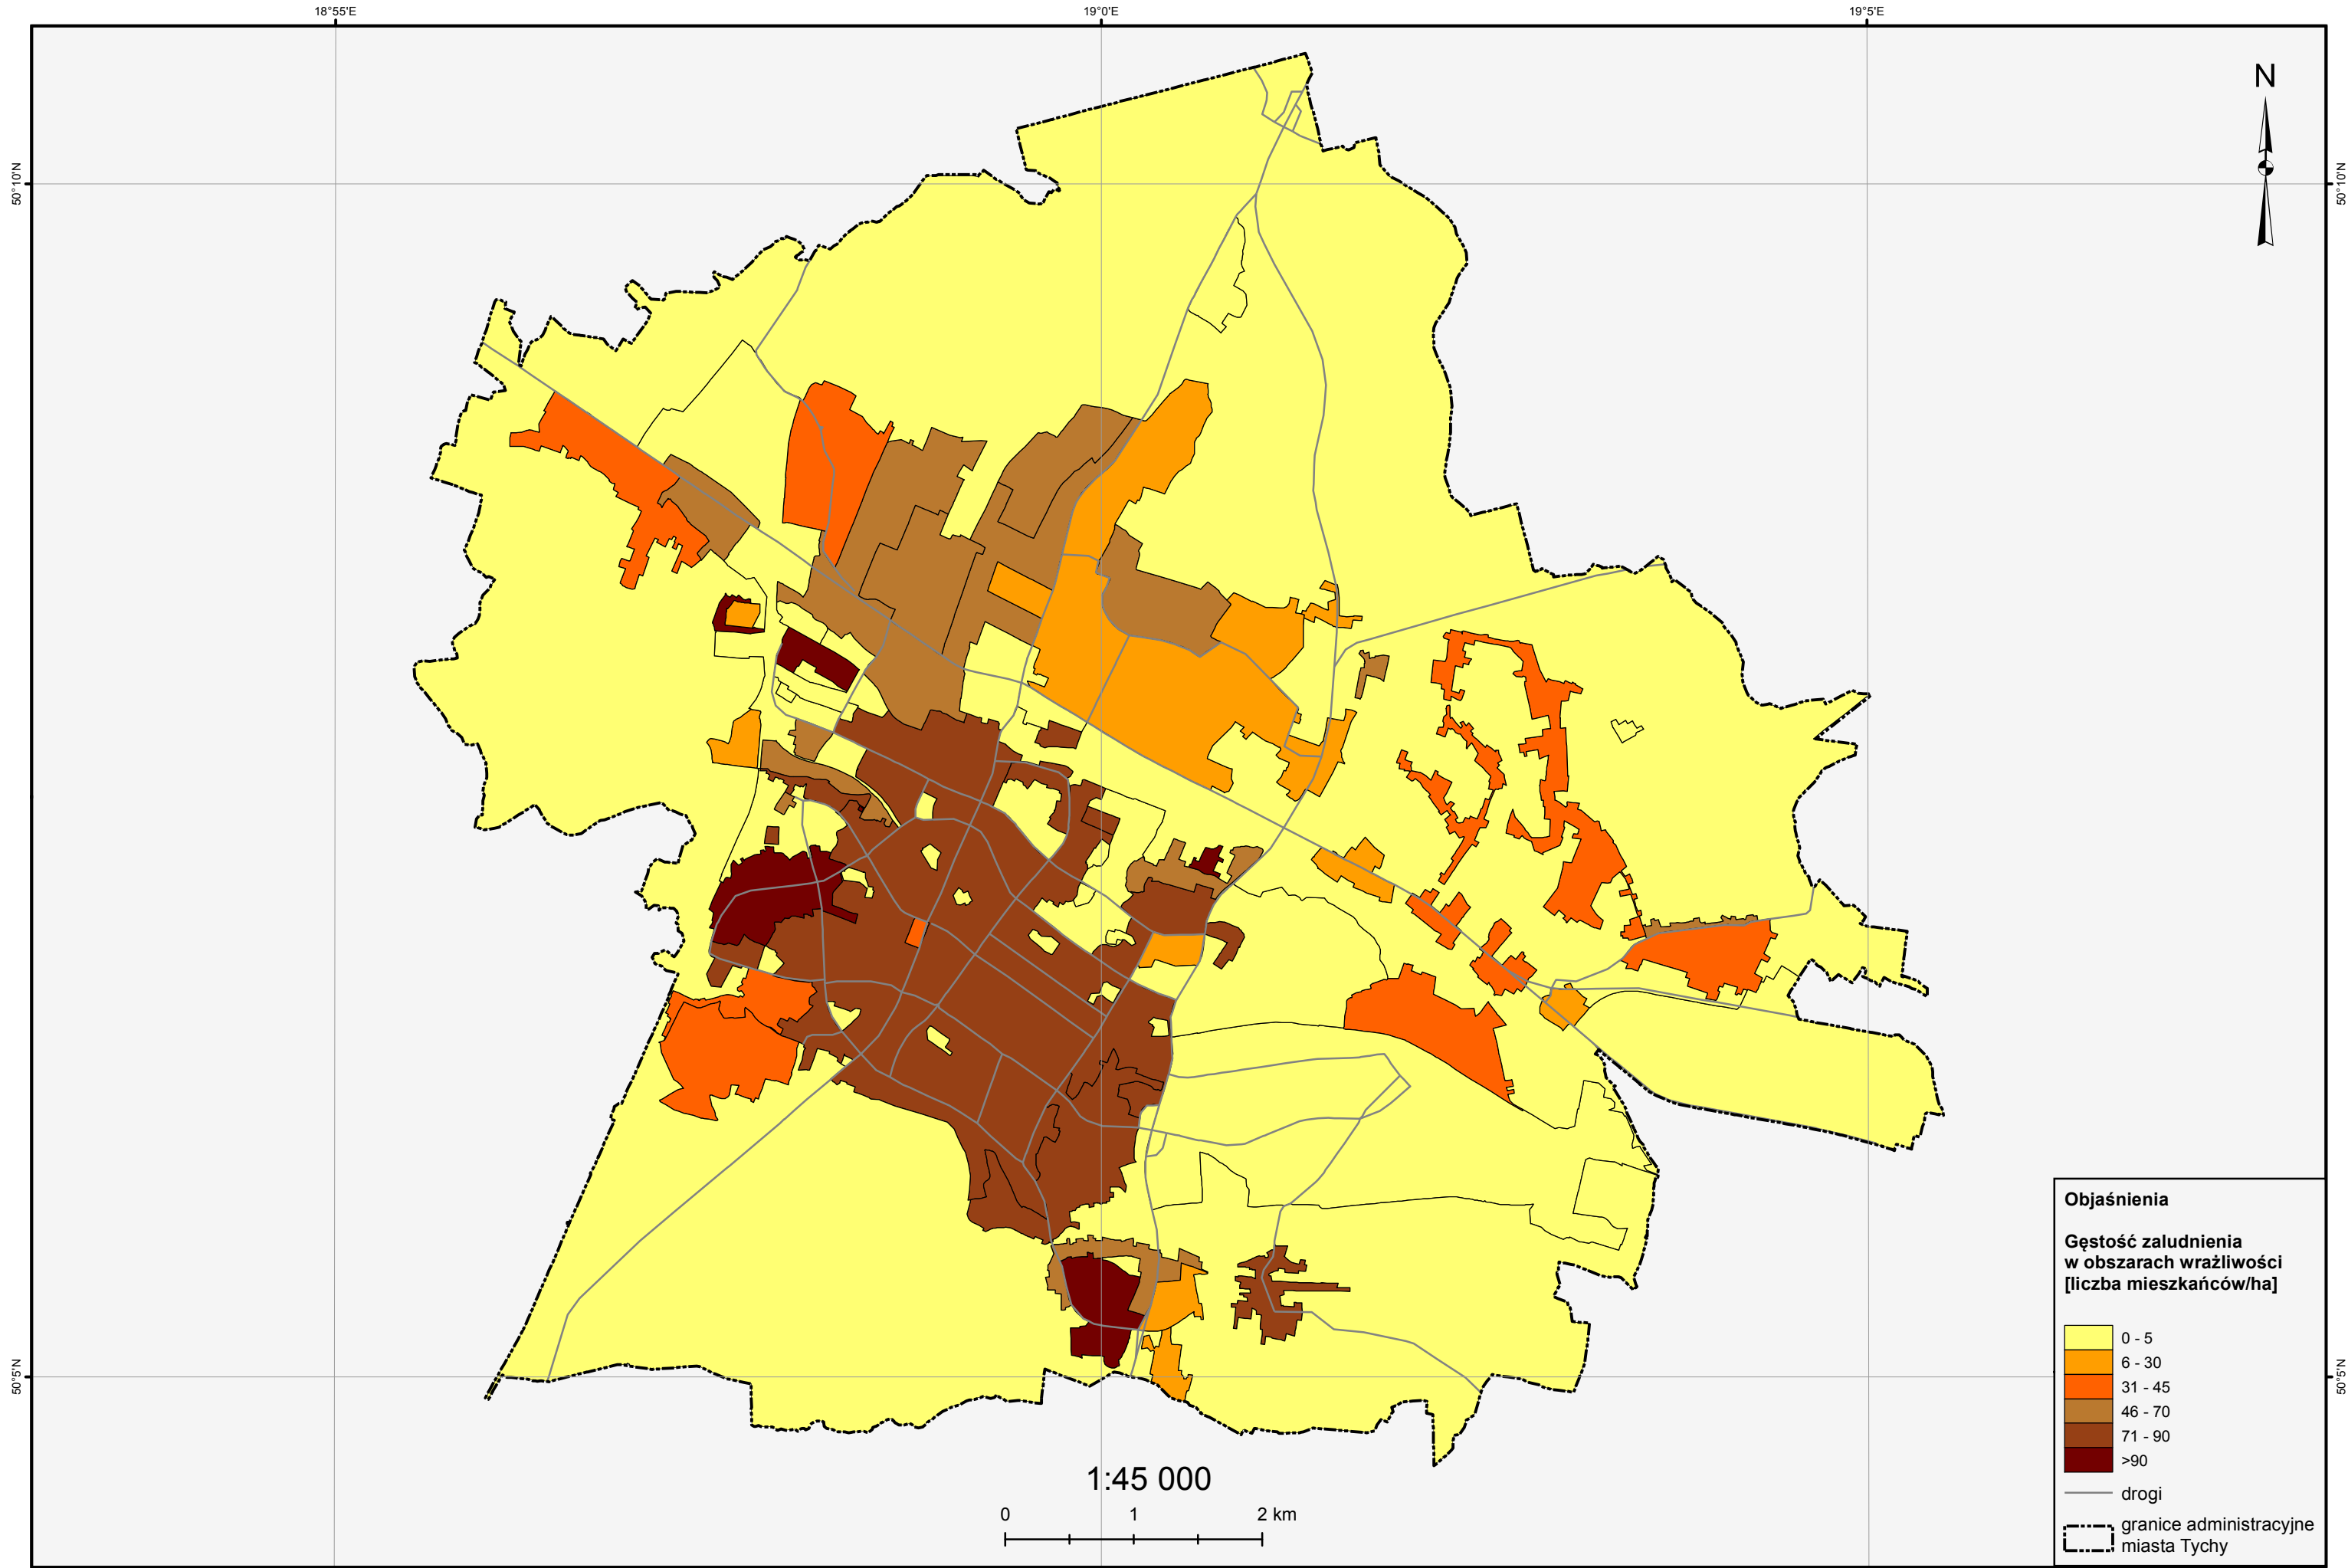 18°55'E
19°0'E
19°5'E
N
50°10'N
50°10'N
50°5'N
50°5'N
1:45 000
0 1 2 km
Objaśnienia
Gęstość zaludnienia
w obszarach wrażliwości
[liczba mieszkańców/ha]
0 - 5
6 - 30
31 - 45
46 - 70
71 - 90
>90
drogi
granice administracyjne
miasta Tychy